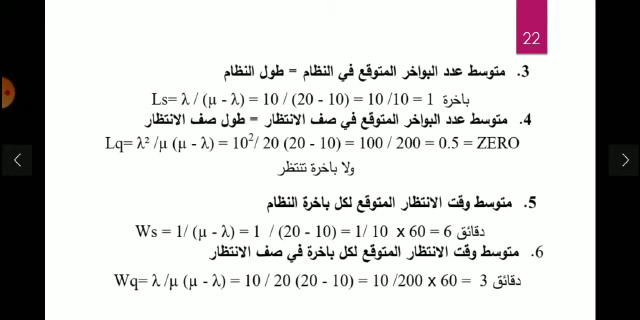 22
3. متوسط عدد البواخر المتوقع في النظام = طول النظام
Ls= λ / (μ - λ) = 10 / (20 - 10) = 10 /10 = 1 باخرة
4. متوسط عدد البواخر المتوقع في صف الانتظار = طول صف الانتظار
Lq= λ² /μ (μ - λ) = 10²/ 20 (20 - 10) = 100 / 200 = 0.5 = ZERO
ولا باخرة تنتظر
5. متوسط وقت الانتظار المتوقع لكل باخرة النظام
Ws = 1/ (μ - λ) = 1 / (20 - 10) = 1/ 10 x 60 = 6 دقائق
6. متوسط وقت الانتظار المتوقع لكل باخرة في صف الانتظار
Wq= λ /μ (μ - λ) = 10 / 20 (20 - 10) = 10 /200 x 60 = 3 دقائق